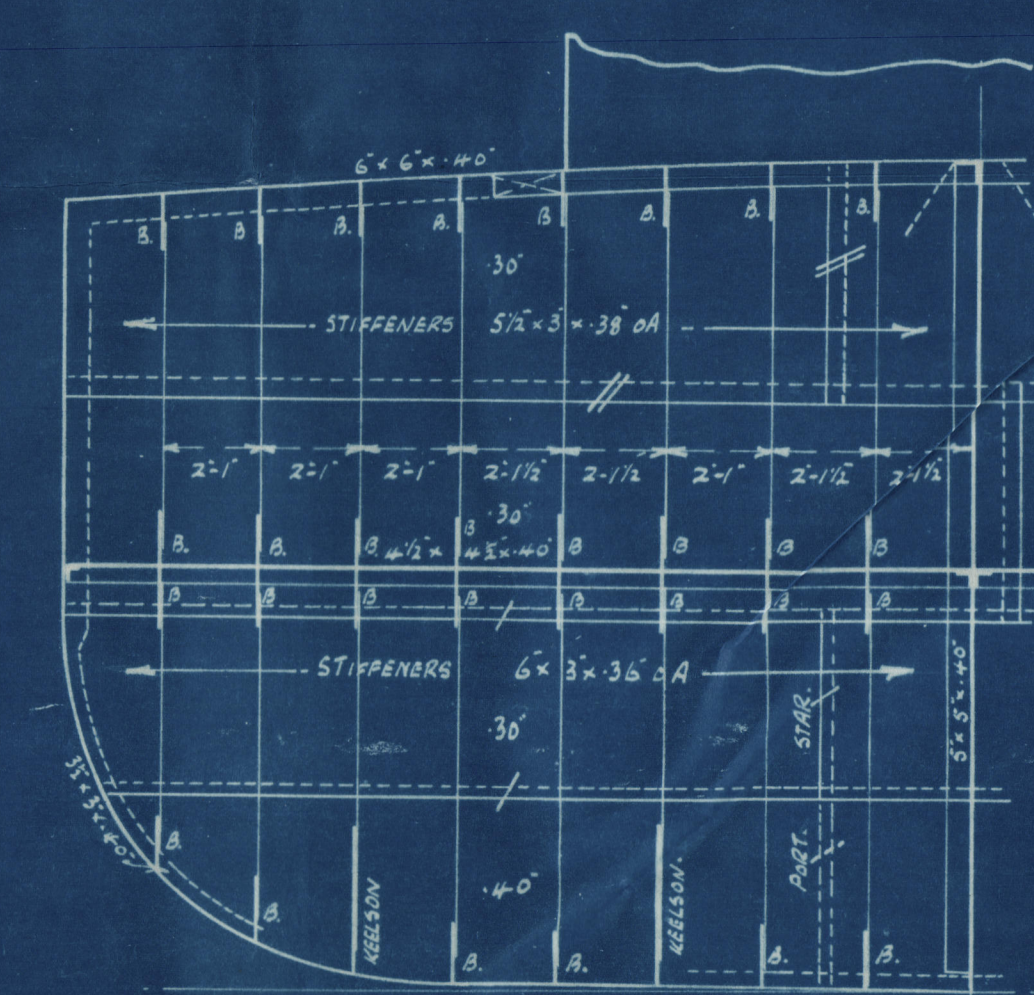 6" x 6" x .40"
B. B B. B. B B. B. B.
.30"
STIFFENERS 5½" x 3" x .38" OA
2'-1" 2'-1" 2'-1" 2'-1½" 2'-1½ 2'-1" 2'-1½" 2'-1½"
.30"
B. B. B B B B B B
4½" x 4½" x .40"
B B B B B B B B
STIFFENERS 6" x 3" x .36" OA
.30"
STAR.
5" x 5" x .40"
3½" x 3" x .40"
B.
PORT.
.40"
KEELSON
KEELSON.
B.
B. B. B. B.